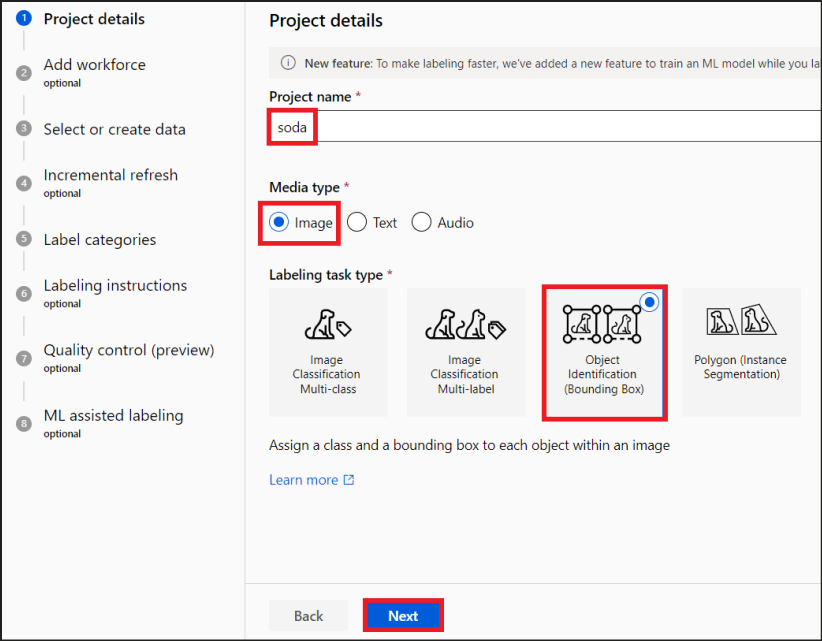 1 Project details
2 Add workforce
optional
3 Select or create data
4 Incremental refresh
optional
5 Label categories
6 Labeling instructions
optional
7 Quality control (preview)
optional
8 ML assisted labeling
optional
Project details
New feature: To make labeling faster, we've added a new feature to train an ML model while you la
Project name *
soda
Media type *
Image Text Audio
Labeling task type *
Image
Classification
Multi-class
Image
Classification
Multi-label
Object
Identification
(Bounding Box)
Polygon (Instance
Segmentation)
Assign a class and a bounding box to each object within an image
Learn more
Back Next